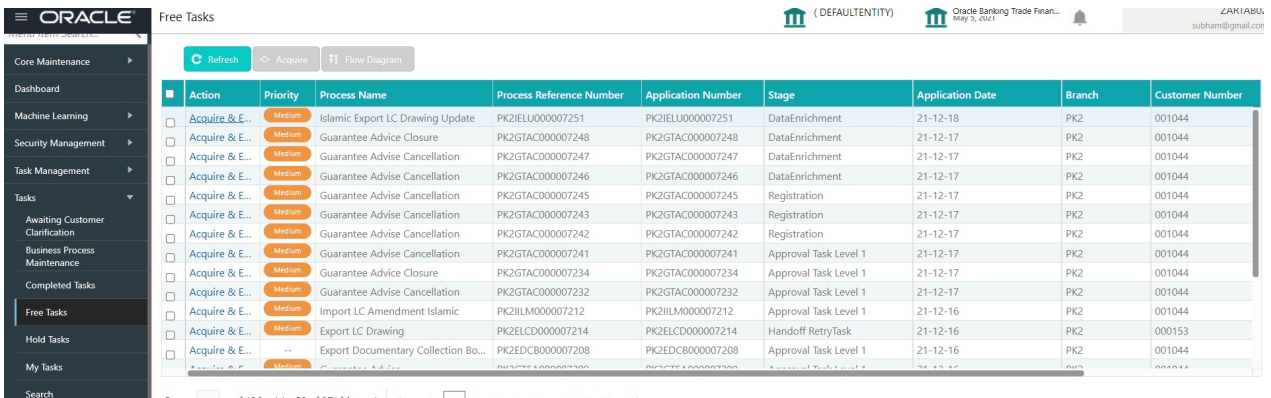 ORACLE
Free Tasks
( DEFAULTENTITY)
Oracle Banking Trade Finan...
May 5, 2021
ZARTAB02
subham@gmail.com
Menu Item Search...
Core Maintenance
Dashboard
Machine Learning
Security Management
Task Management
Tasks
Awaiting Customer
Clarification
Business Process
Maintenance
Completed Tasks
Free Tasks
Hold Tasks
My Tasks
Search
Refresh Acquire Flow Diagram
Action Priority Process Name Process Reference Number Application Number Stage Application Date Branch Customer Number
Acquire & E... Medium Islamic Export LC Drawing Update PK2IELU000007251 PK2IELU000007251 DataEnrichment 21-12-18 PK2 001044
Acquire & E... Medium Guarantee Advice Closure PK2GTAC000007248 PK2GTAC000007248 DataEnrichment 21-12-17 PK2 001044
Acquire & E... Medium Guarantee Advise Cancellation PK2GTAC000007247 PK2GTAC000007247 DataEnrichment 21-12-17 PK2 001044
Acquire & E... Medium Guarantee Advise Cancellation PK2GTAC000007246 PK2GTAC000007246 DataEnrichment 21-12-17 PK2 001044
Acquire & E... Medium Guarantee Advise Cancellation PK2GTAC000007245 PK2GTAC000007245 Registration 21-12-17 PK2 001044
Acquire & E... Medium Guarantee Advise Cancellation PK2GTAC000007243 PK2GTAC000007243 Registration 21-12-17 PK2 001044
Acquire & E... Medium Guarantee Advise Cancellation PK2GTAC000007242 PK2GTAC000007242 Registration 21-12-17 PK2 001044
Acquire & E... Medium Guarantee Advise Cancellation PK2GTAC000007241 PK2GTAC000007241 Approval Task Level 1 21-12-17 PK2 001044
Acquire & E... Medium Guarantee Advice Closure PK2GTAC000007234 PK2GTAC000007234 Approval Task Level 1 21-12-17 PK2 001044
Acquire & E... Medium Guarantee Advise Cancellation PK2GTAC000007232 PK2GTAC000007232 Approval Task Level 1 21-12-17 PK2 001044
Acquire & E... Medium Import LC Amendment Islamic PK2IILM000007212 PK2IILM000007212 Approval Task Level 1 21-12-16 PK2 001044
Acquire & E... Medium Export LC Drawing PK2ELCD000007214 PK2ELCD000007214 Handoff RetryTask 21-12-16 PK2 000153
Acquire & E... -- Export Documentary Collection Bo... PK2EDCB000007208 PK2EDCB000007208 Approval Task Level 1 21-12-16 PK2 001044